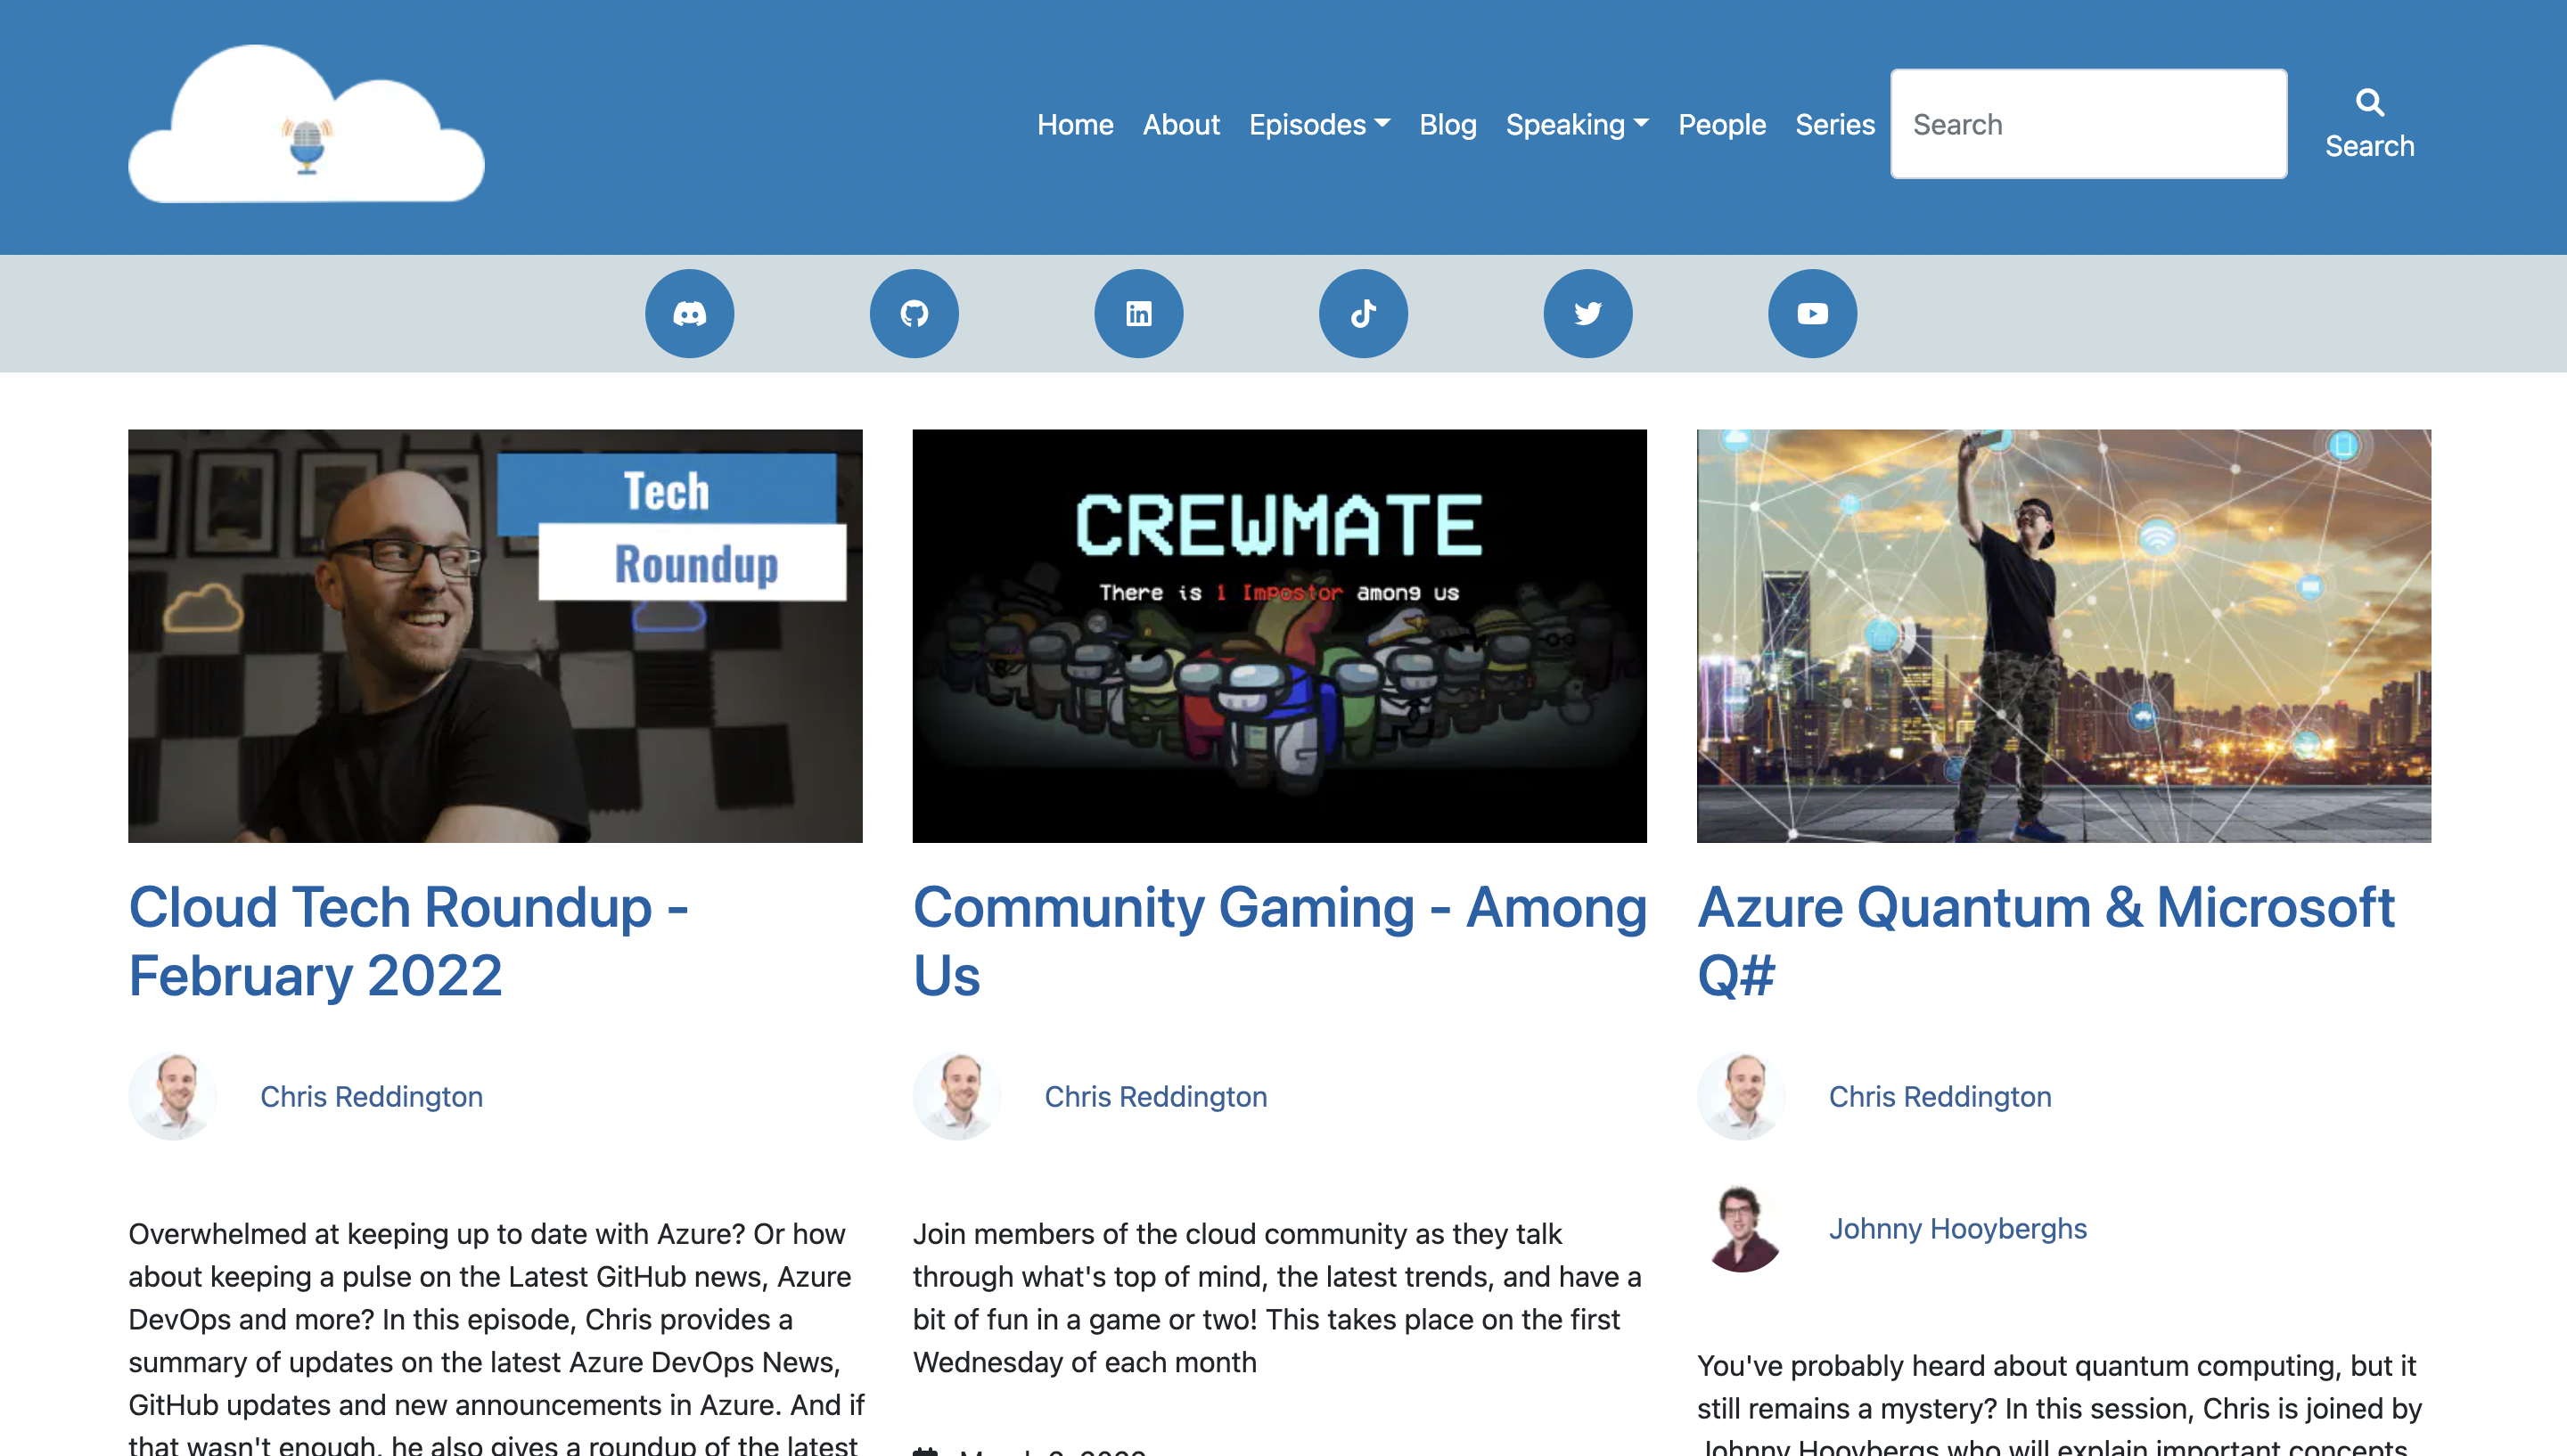 Home About Episodes Blog Speaking People Series Search Search
Tech
Roundup
CREWMATE
There is 1 Impostor among us
Cloud Tech Roundup -
February 2022
Chris Reddington
Overwhelmed at keeping up to date with Azure? Or how
about keeping a pulse on the Latest GitHub news, Azure
DevOps and more? In this episode, Chris provides a
summary of updates on the latest Azure DevOps News,
GitHub updates and new announcements in Azure. And if
that wasn't enough, he also gives a roundup of the latest
Community Gaming - Among
Us
Chris Reddington
Join members of the cloud community as they talk
through what's top of mind, the latest trends, and have a
bit of fun in a game or two! This takes place on the first
Wednesday of each month
Azure Quantum & Microsoft
Q#
Chris Reddington
Johnny Hooyberghs
You've probably heard about quantum computing, but it
still remains a mystery? In this session, Chris is joined by
Johnny Hooybergs who will explain important concepts